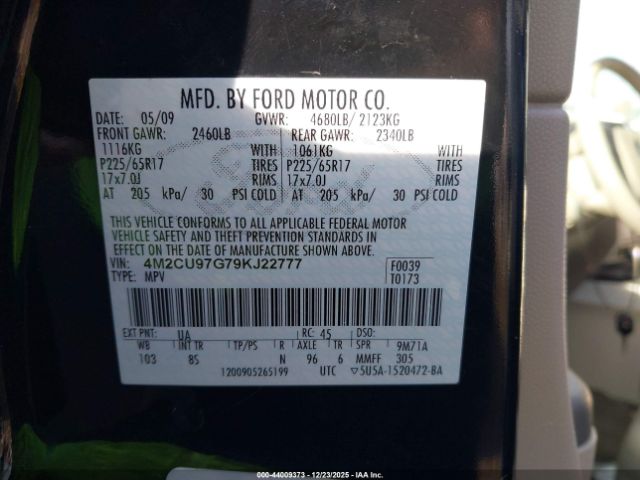 MFD. BY FORD MOTOR CO.
DATE: 05/09 GVWR: 4680LB/ 2123KG
FRONT GAWR: 2460LB REAR GAWR: 2340LB
1116KG WITH 1061KG WITH
P225/65R17 TIRES P225/65R17 TIRES
17x7.0J RIMS 17x7.0J RIMS
AT 205 kPa/ 30 PSI COLD AT 205 kPa/ 30 PSI COLD
THIS VEHICLE CONFORMS TO ALL APPLICABLE FEDERAL MOTOR
VEHICLE SAFETY AND THEFT PREVENTION STANDARDS IN
EFFECT ON THE DATE OF MANUFACTURE SHOWN ABOVE.
VIN: 4M2CU97G79KJ22777 F0039
TYPE: MPV T0173
EXT PNT: UA RC: 45 DSO:
WB INT TR TP/PS R AXLE TR SPR 9M71A
103 85 N 96 6 MMFF 305
1200905265199 UTC ▽5U5A-1520472-BA
000-44009373 - 12/23/2025 - IAA, Inc.